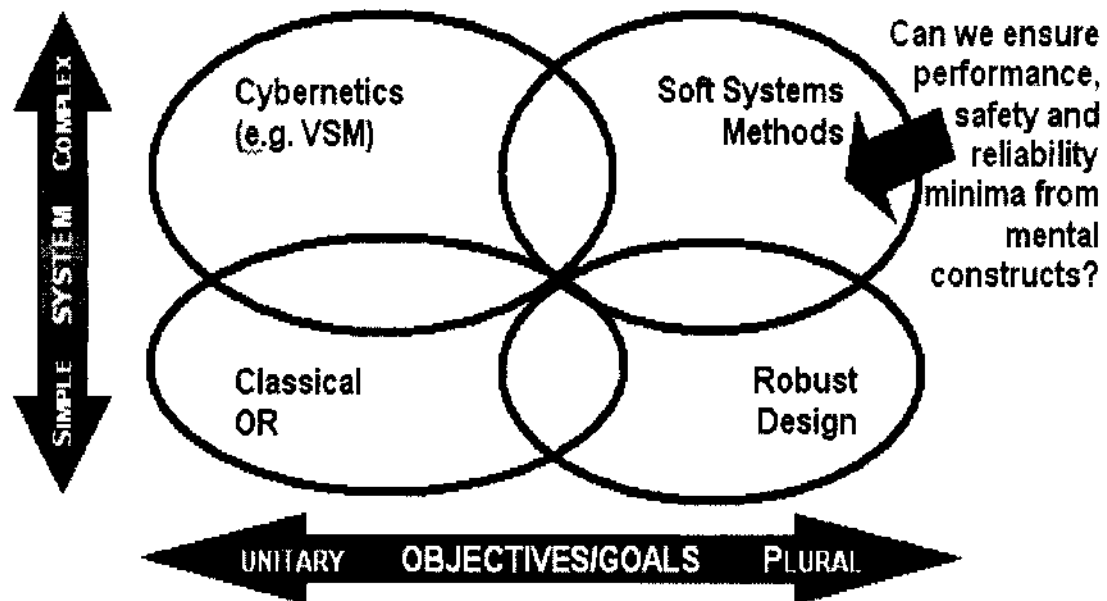 Cybernetics
(e.g. VSM)
Soft Systems
Methods
Can we ensure
performance,
safety and
reliability
minima from
mental
constructs?
SIMPLE SYSTEM COMPLEX
Classical
OR
Robust
Design
UNITARY OBJECTIVES/GOALS PLURAL